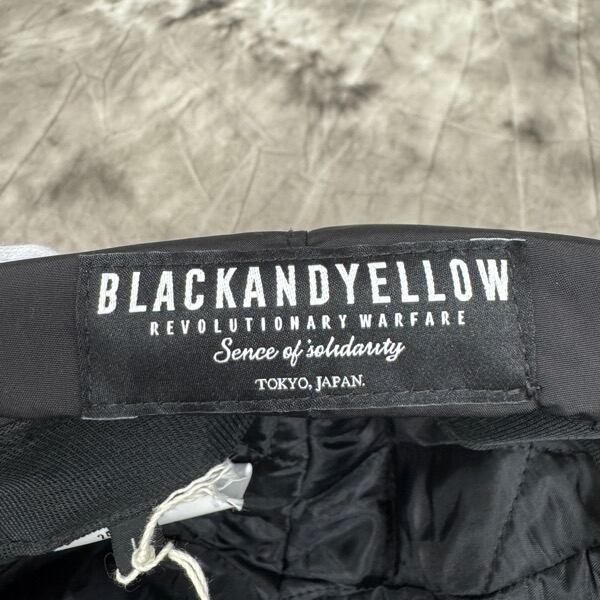 BLACKANDYELLOW
REVOLUTIONARY WARFARE
Sence of solidarity
TOKYO, JAPAN.